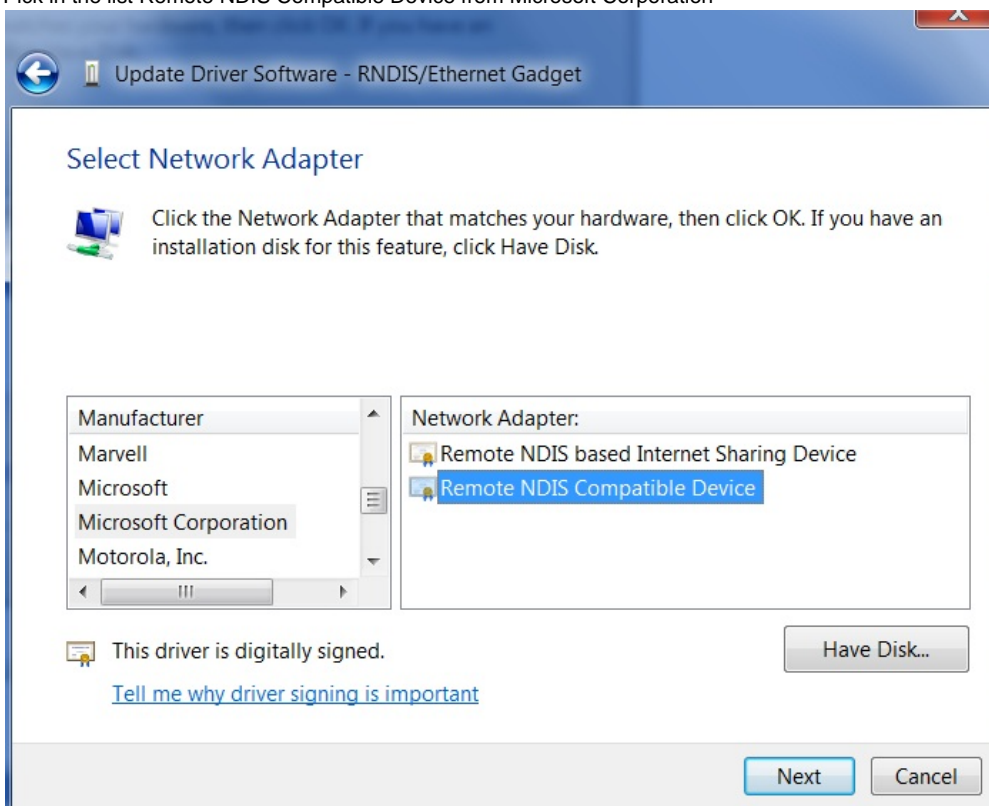 Pick in the list Remote NDIS Compatible Device from Microsoft Corporation
Update Driver Software - RNDIS/Ethernet Gadget
Select Network Adapter
Click the Network Adapter that matches your hardware, then click OK. If you have an
installation disk for this feature, click Have Disk.
Manufacturer
Marvell
Microsoft
Microsoft Corporation
Motorola, Inc.
Network Adapter:
Remote NDIS based Internet Sharing Device
Remote NDIS Compatible Device
This driver is digitally signed.
Have Disk...
Tell me why driver signing is important
Next
Cancel